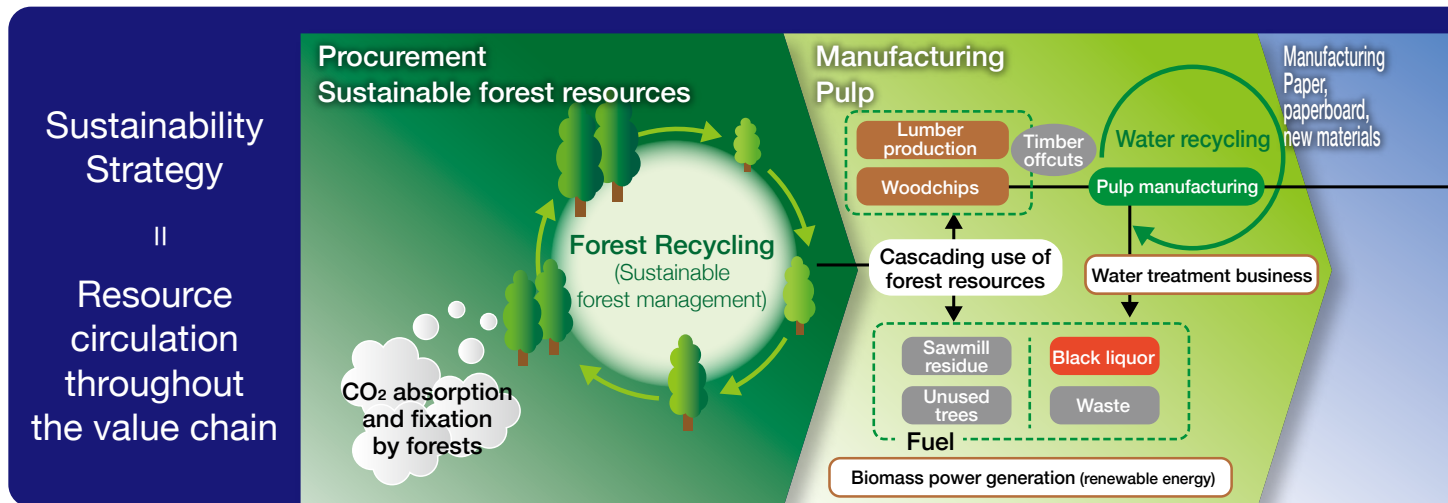 Sustainability
Strategy
=
Resource
circulation
throughout
the value chain
Procurement
Sustainable forest resources
Forest Recycling
(Sustainable
forest management)
CO₂ absorption
and fixation
by forests
Manufacturing
Pulp
Lumber
production
Woodchips
Timber
offcuts
Water recycling
Pulp manufacturing
Cascading use of
forest resources
Water treatment business
Sawmill
residue
Unused
trees
Black liquor
Waste
Fuel
Biomass power generation (renewable energy)
Manufacturing
Paper,
paperboard,
new materials